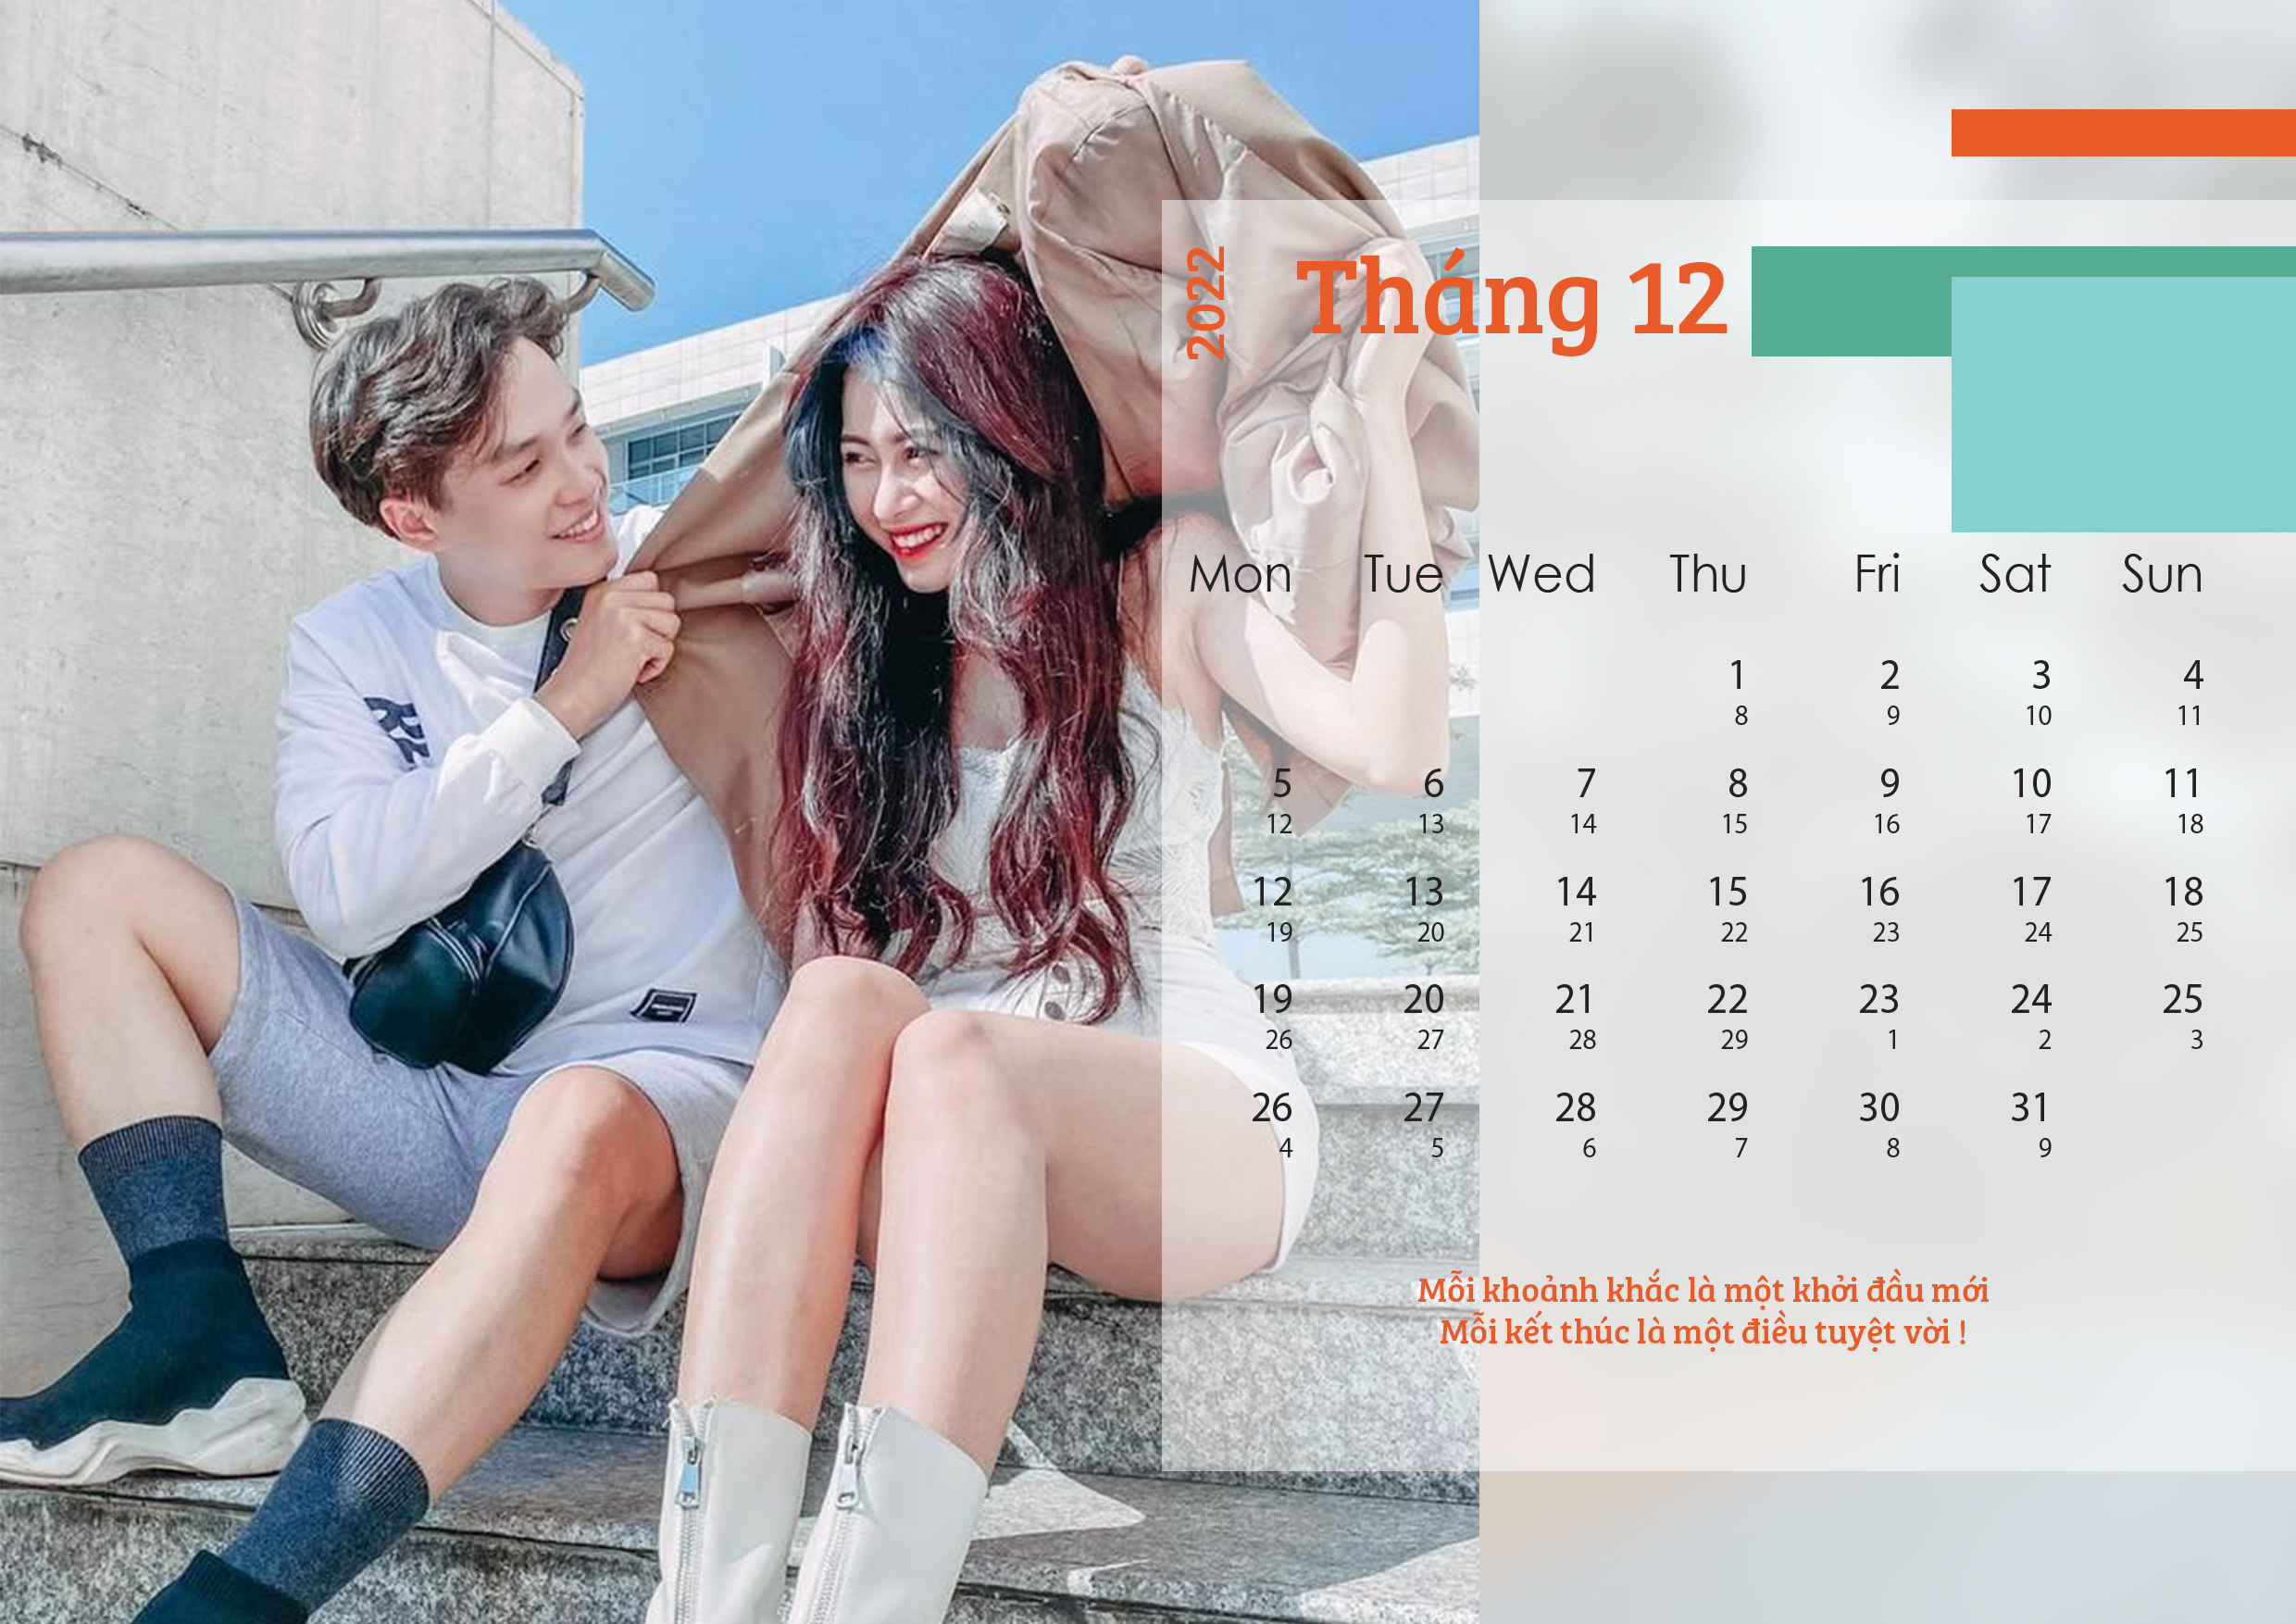 2022
Tháng 12
Mon Tue Wed Thu Fri Sat Sun
1 2 3 4
8 9 10 11
5 6 7 8 9 10 11
12 13 14 15 16 17 18
12 13 14 15 16 17 18
19 20 21 22 23 24 25
19 20 21 22 23 24 25
26 27 28 29 1 2 3
26 27 28 29 30 31
4 5 6 7 8 9
Mỗi khoảnh khắc là một khởi đầu mới
Mỗi kết thúc là một điều tuyệt vời !